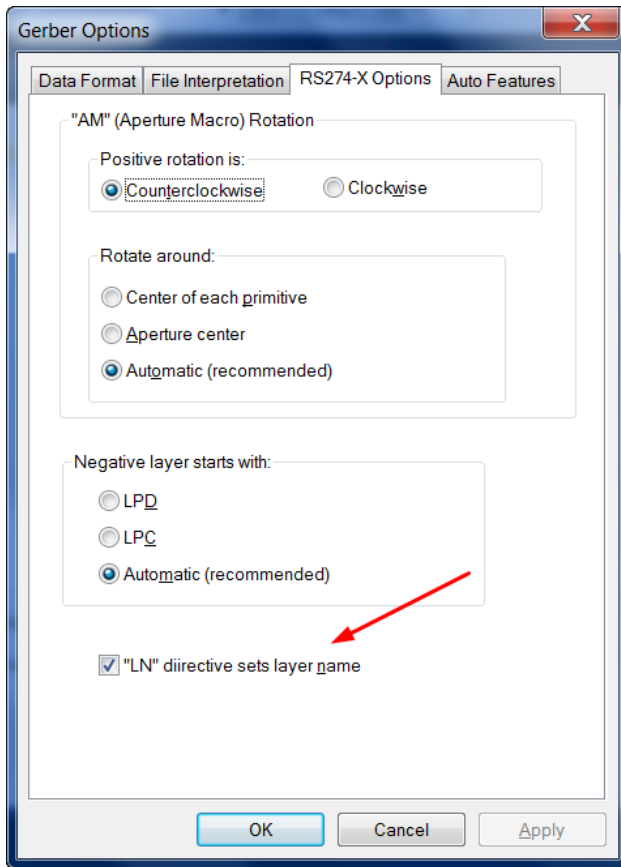 Gerber Options
Data Format File Interpretation RS274-X Options Auto Features
"AM" (Aperture Macro) Rotation
Positive rotation is:
Counterclockwise Clockwise
Rotate around:
Center of each primitive
Aperture center
Automatic (recommended)
Negative layer starts with:
LPD
LPC
Automatic (recommended)
"LN" diirective sets layer name
OK Cancel Apply